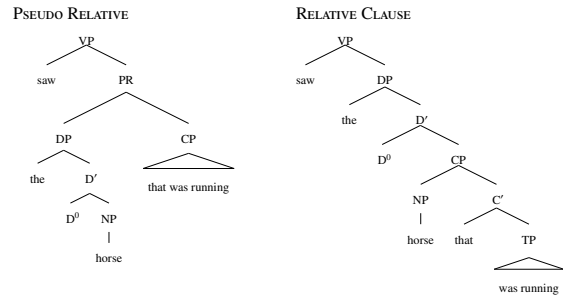 PSEUDO RELATIVE
VP
saw PR
DP CP
the D′ that was running
D⁰ NP
horse
RELATIVE CLAUSE
VP
saw DP
the D′
D⁰ CP
NP C′
horse that TP
was running